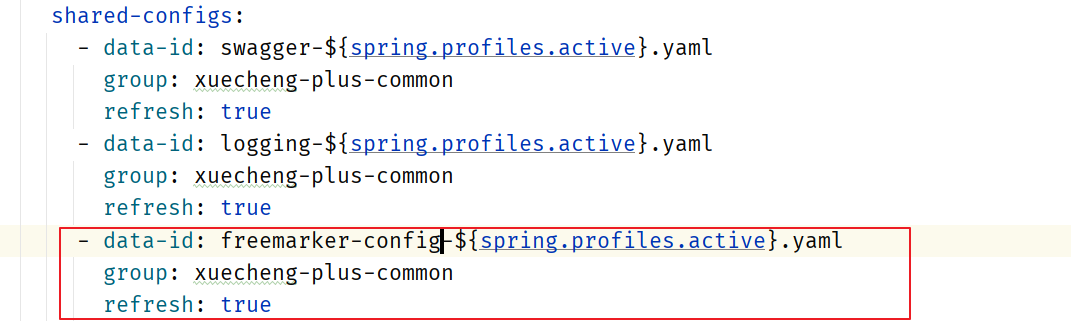 shared-configs:
- data-id: swagger-${spring.profiles.active}.yaml
group: xuecheng-plus-common
refresh: true
- data-id: logging-${spring.profiles.active}.yaml
group: xuecheng-plus-common
refresh: true
- data-id: freemarker-config-${spring.profiles.active}.yaml
group: xuecheng-plus-common
refresh: true